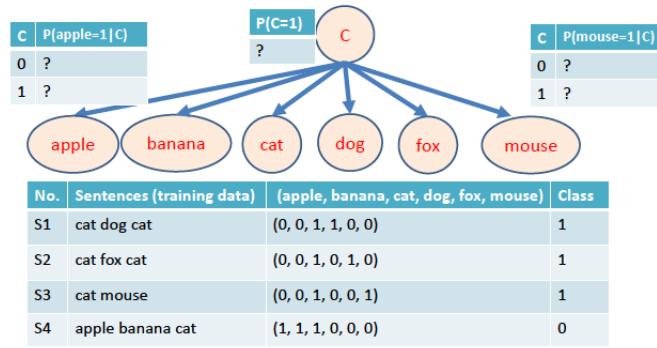 C P(apple=1|C)
0 ?
1 ?
P(C=1)
?
C
C P(mouse=1|C)
0 ?
1 ?
apple banana cat dog fox mouse
No. Sentences (training data) (apple, banana, cat, dog, fox, mouse) Class
S1 cat dog cat (0, 0, 1, 1, 0, 0) 1
S2 cat fox cat (0, 0, 1, 0, 1, 0) 1
S3 cat mouse (0, 0, 1, 0, 0, 1) 1
S4 apple banana cat (1, 1, 1, 0, 0, 0) 0